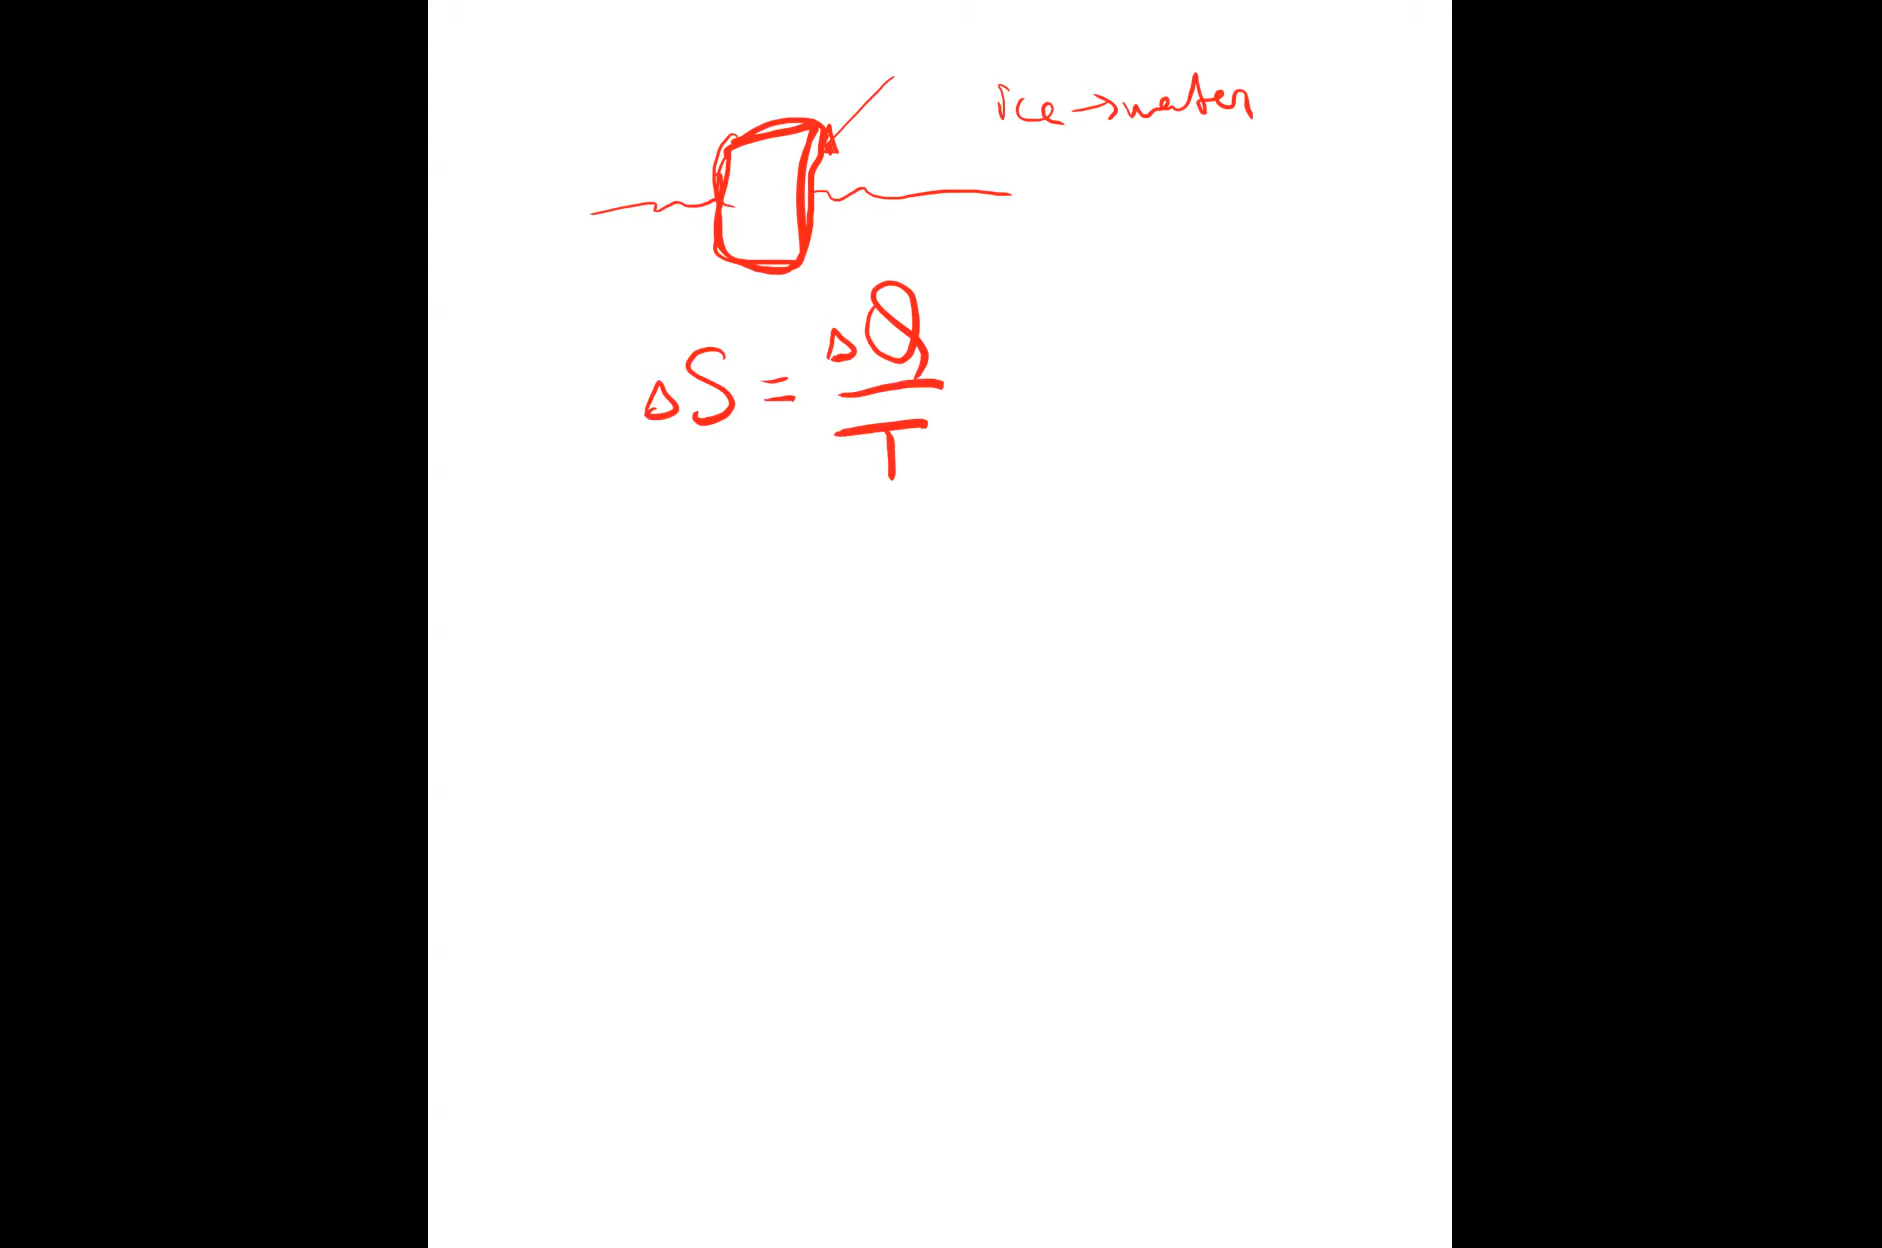 ice → water
ΔS = ΔQ / T